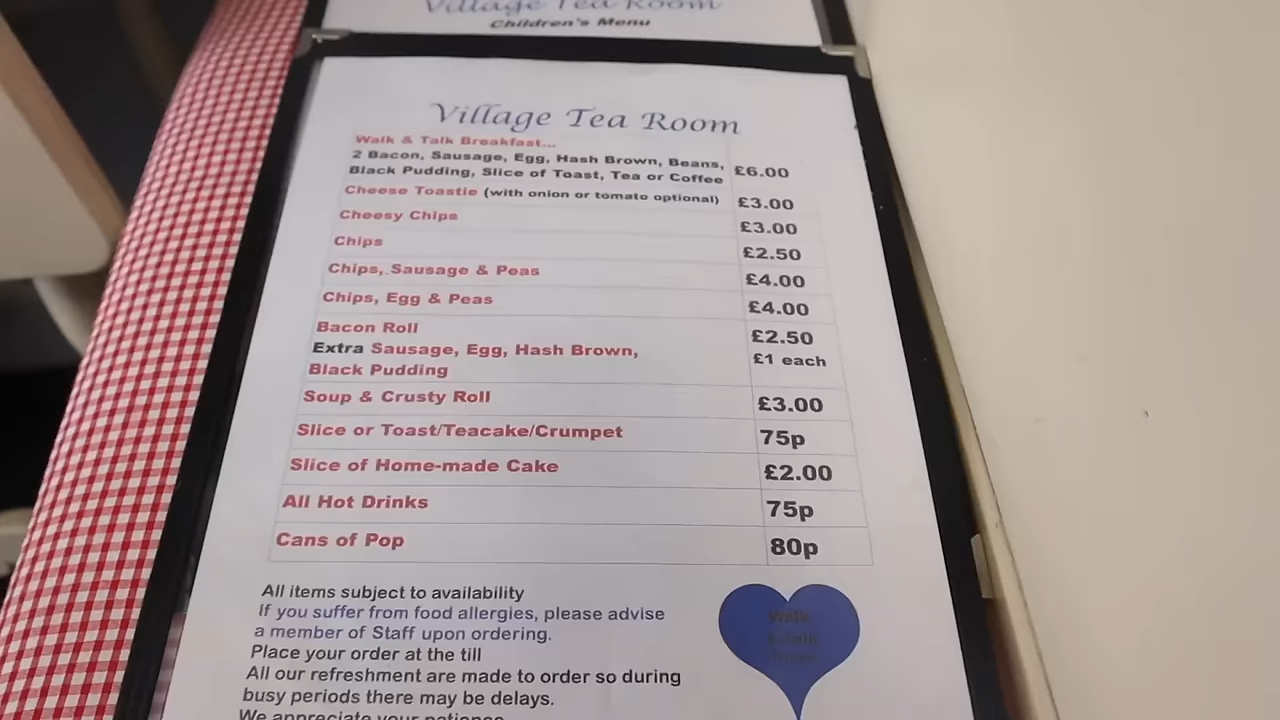 Village Tea Room
Children's Menu
Village Tea Room
Walk & Talk Breakfast...
2 Bacon, Sausage, Egg, Hash Brown, Beans,
Black Pudding, Slice of Toast, Tea or Coffee £6.00
Cheese Toastie (with onion or tomato optional) £3.00
Cheesy Chips £3.00
Chips £2.50
Chips, Sausage & Peas £4.00
Chips, Egg & Peas £4.00
Bacon Roll £2.50
Extra Sausage, Egg, Hash Brown, £1 each
Black Pudding
Soup & Crusty Roll £3.00
Slice or Toast/Teacake/Crumpet 75p
Slice of Home-made Cake £2.00
All Hot Drinks 75p
Cans of Pop 80p
All items subject to availability
If you suffer from food allergies, please advise
a member of Staff upon ordering.
Place your order at the till
All our refreshment are made to order so during
busy periods there may be delays.
We appreciate your patience
Walk
& Talk